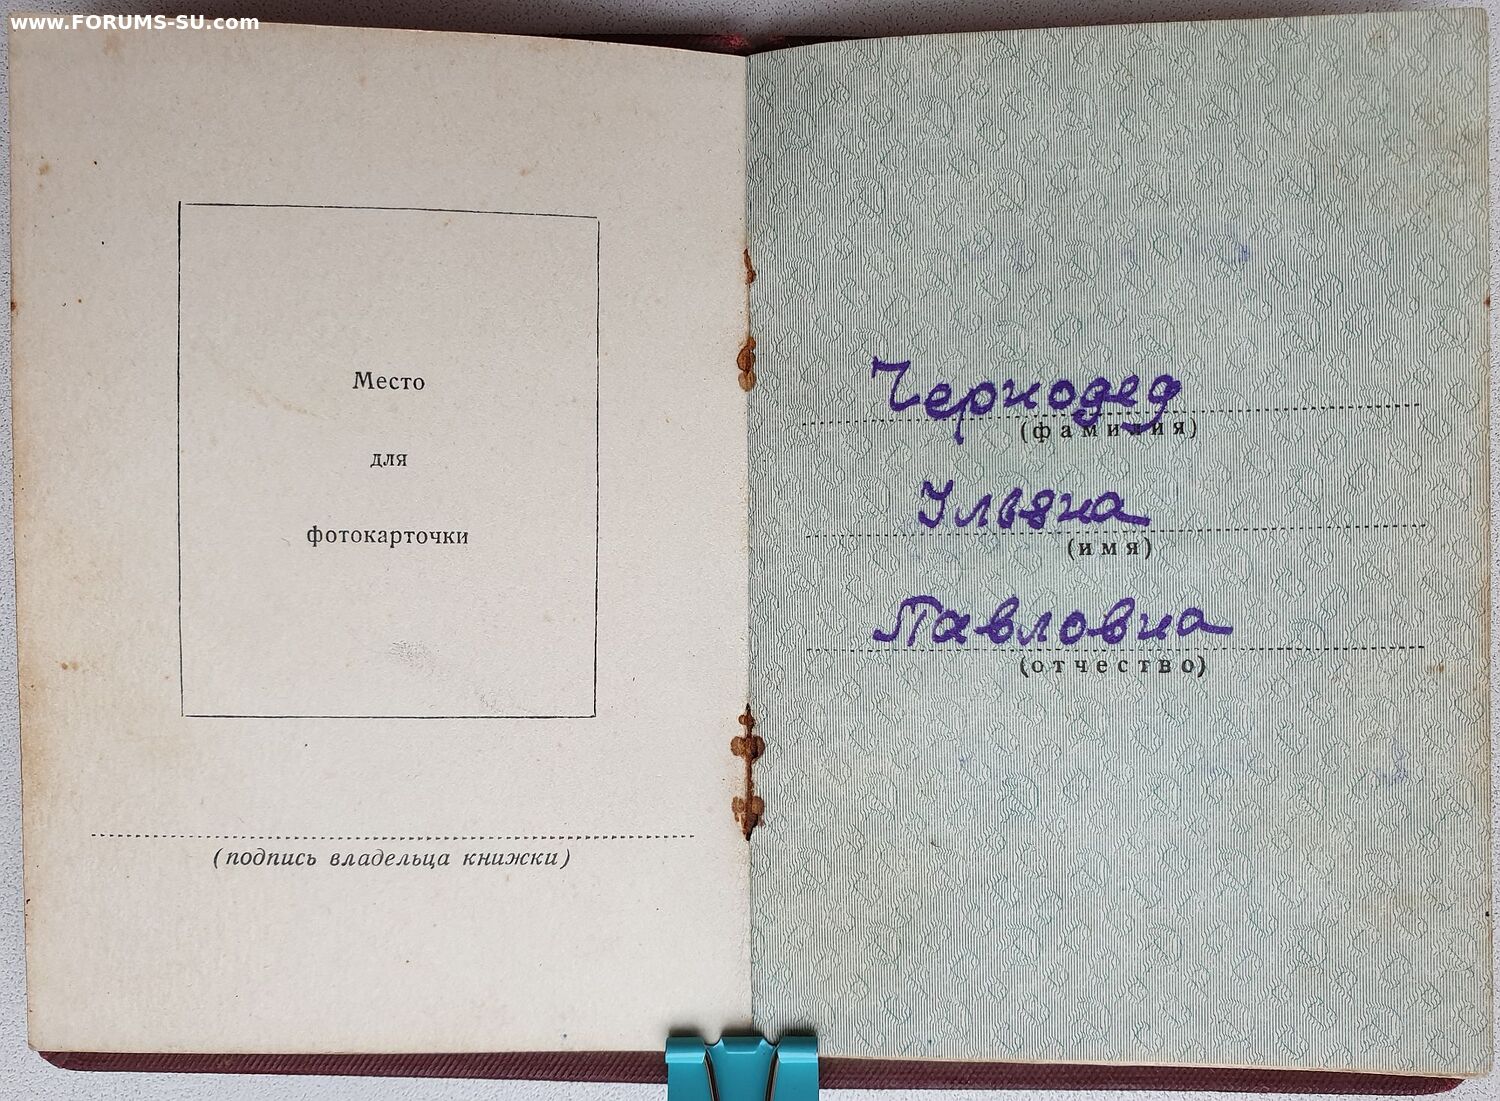 www.FORUMS-SU.com
Место
для
фотокарточки
(подпись владельца книжки)
Чернодед
(фамилия)
Ульяна
(имя)
Павловна
(отчество)